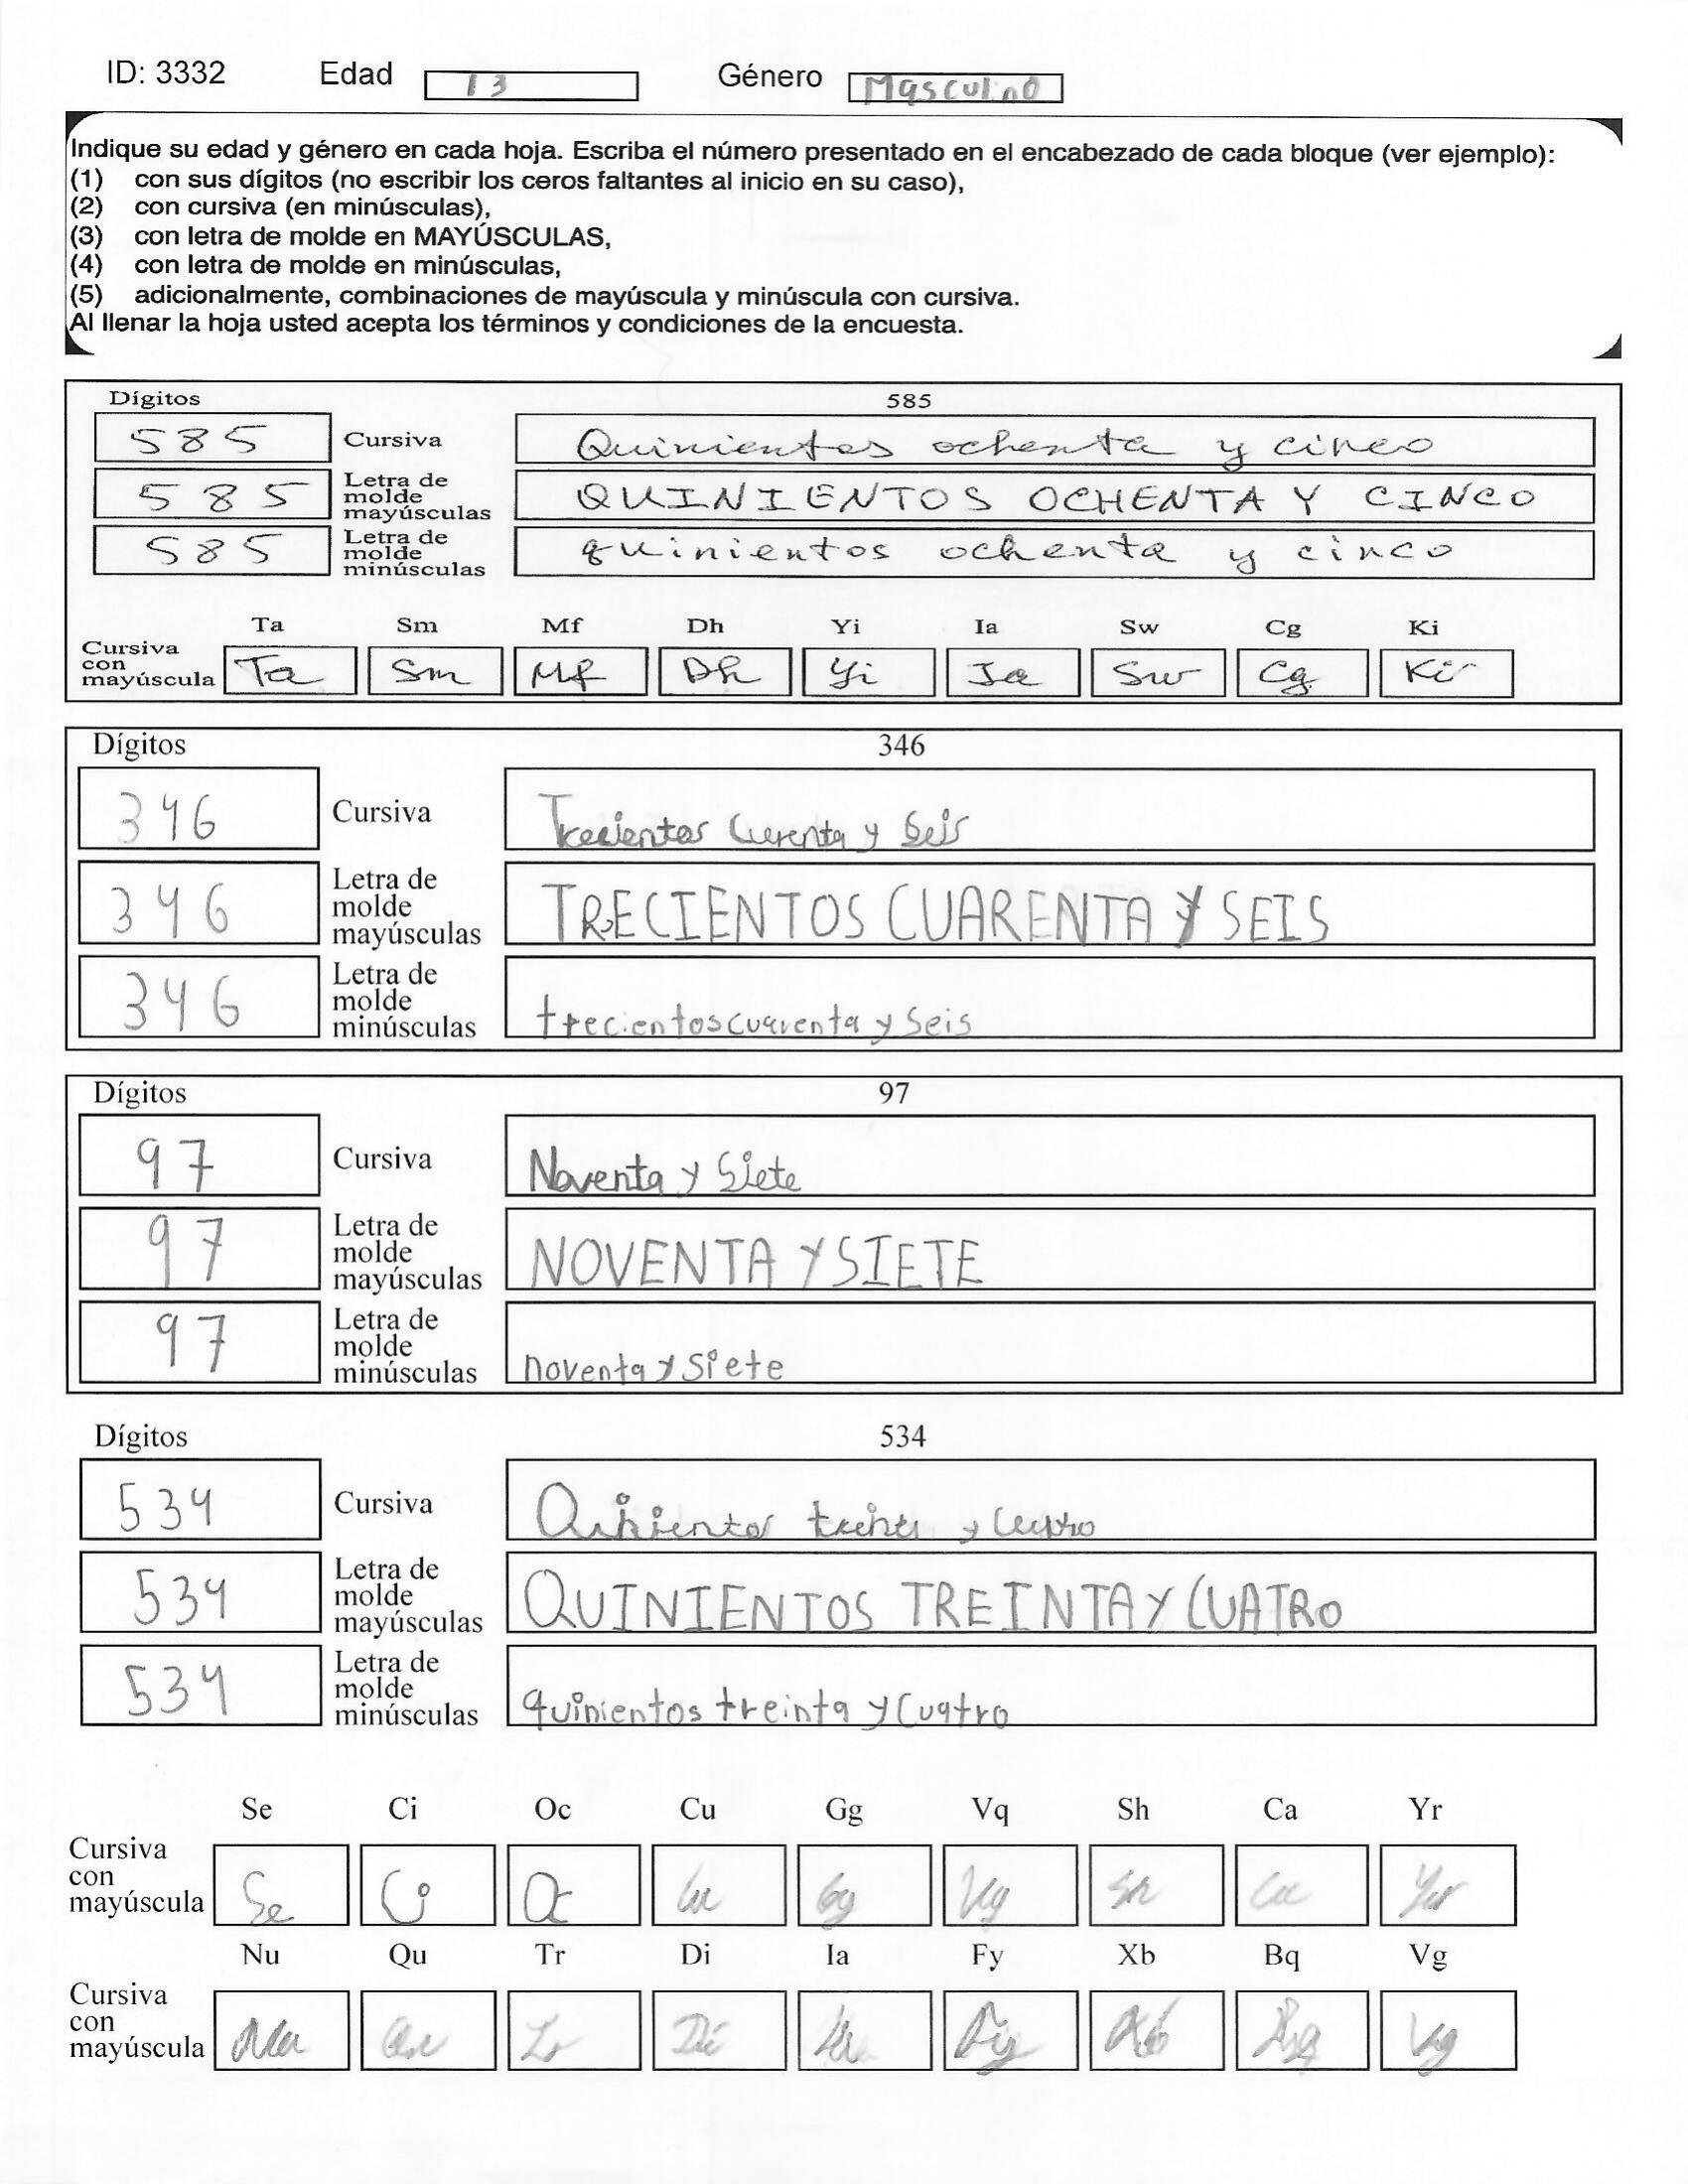 ID: 3332 Edad 13 Género Masculino
Indique su edad y género en cada hoja. Escriba el número presentado en el encabezado de cada bloque (ver ejemplo):
(1) con sus dígitos (no escribir los ceros faltantes al inicio en su caso),
(2) con cursiva (en minúsculas),
(3) con letra de molde en MAYÚSCULAS,
(4) con letra de molde en minúsculas,
(5) adicionalmente, combinaciones de mayúscula y minúscula con cursiva.
Al llenar la hoja usted acepta los términos y condiciones de la encuesta.
Dígitos 585
585 Cursiva Quinientos ochenta y cinco
585 Letra de molde mayúsculas QUINIENTOS OCHENTA Y CINCO
585 Letra de molde minúsculas quinientos ochenta y cinco
Ta Sm Mf Dh Yi Ia Sw Cg Ki
Cursiva con mayúscula Ta Sm Mf Dh Yi Ia Sw Cg Ki
Dígitos 346
346 Cursiva Trecientos Curenta y Seis
346 Letra de molde mayúsculas TRECIENTOS CUARENTA Y SEIS
346 Letra de molde minúsculas trecientos cuarenta y Seis
Dígitos 97
97 Cursiva Noventa y Siete
97 Letra de molde mayúsculas NOVENTA Y SIETE
97 Letra de molde minúsculas noventa y Siete
Dígitos 534
534 Cursiva y
534 Letra de molde mayúsculas QUINIENTOS TREINTA Y CUATRO
534 Letra de molde minúsculas quinientos treinta y Cuatro
Se Ci Oc Cu Gg Vq Sh Ca Yr
Cursiva con mayúscula Se Ci Oc Cu Gg Vq Sh Ca Yr
Nu Qu Tr Di Ia Fy Xb Bq Vg
Cursiva con mayúscula Nu Qu Tr Di Ia Fy Xb Bq Vg